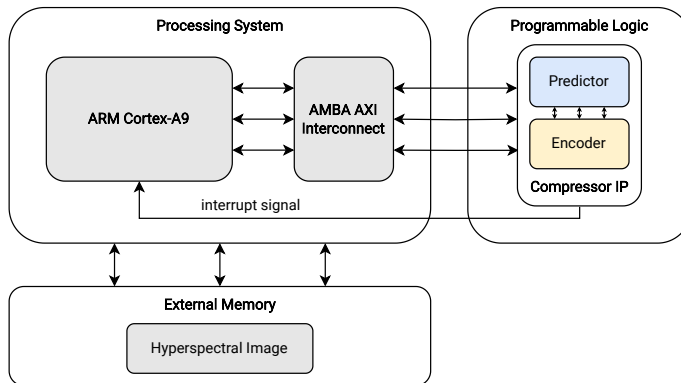 Processing System
Programmable Logic
ARM Cortex-A9
AMBA AXI
Interconnect
Predictor
Encoder
Compressor IP
interrupt signal
External Memory
Hyperspectral Image